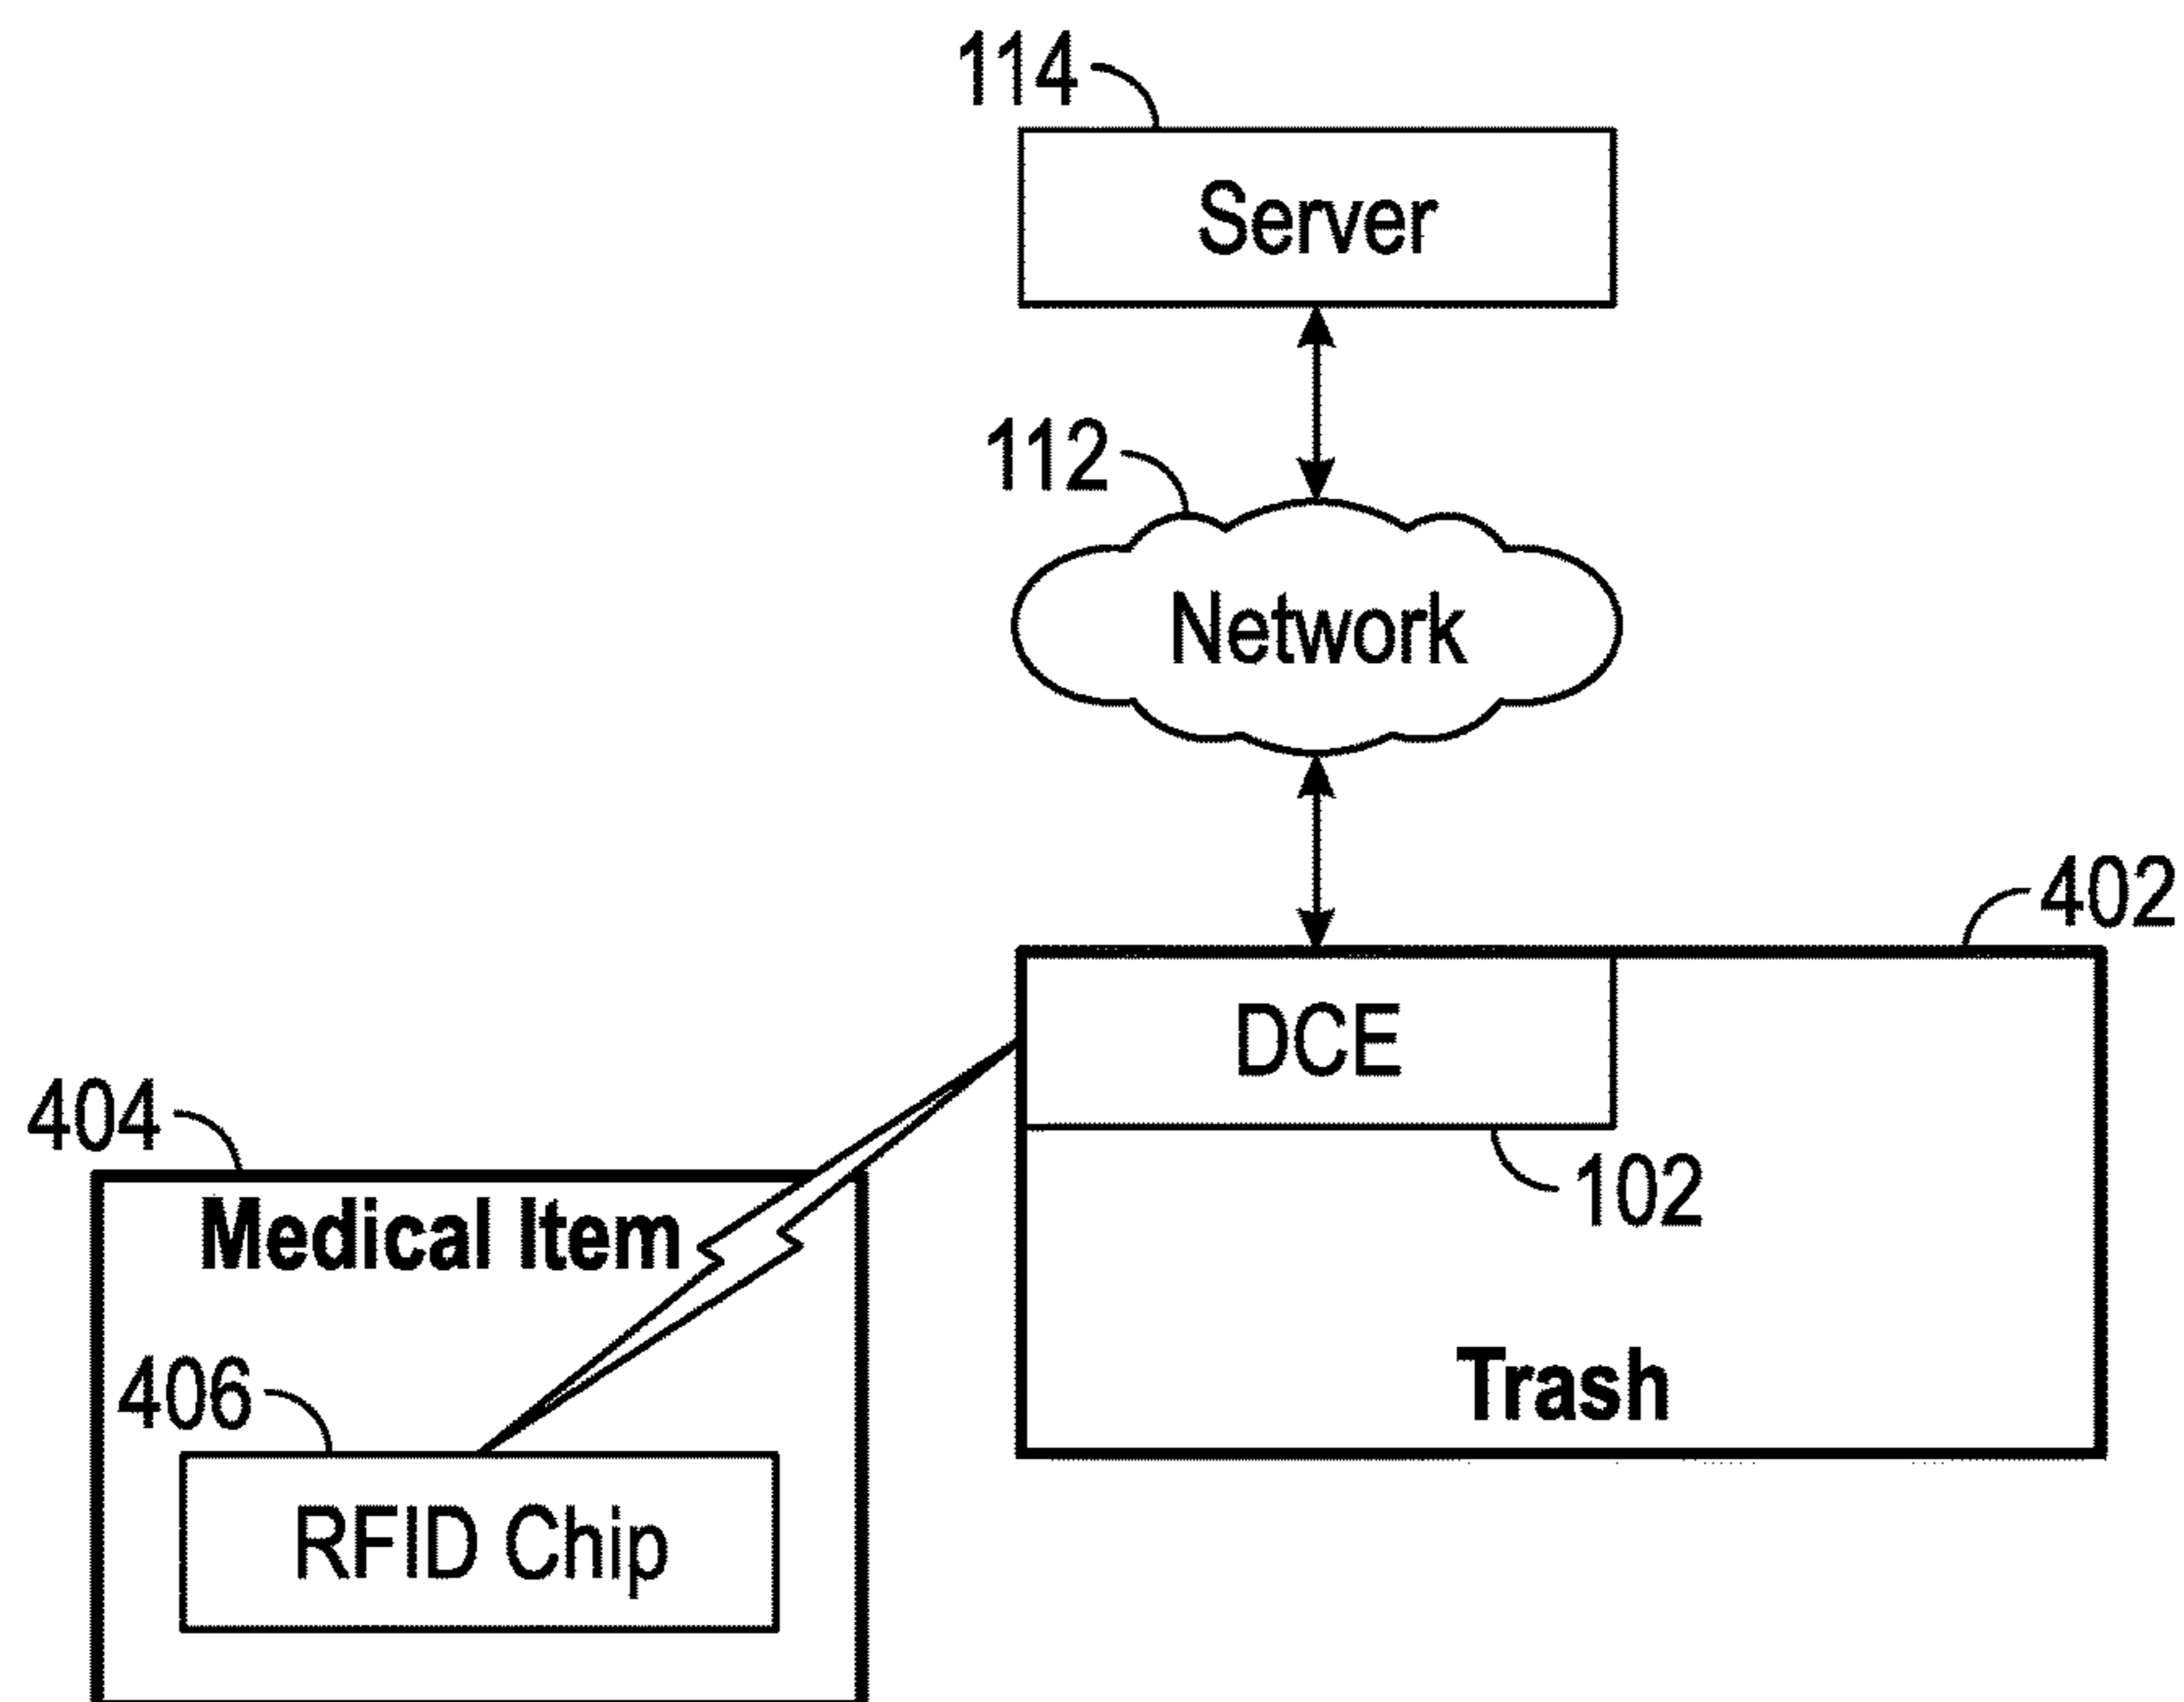 114
Server
112
Network
402
DCE
102
404
Medical Item
406
Trash
RFID Chip